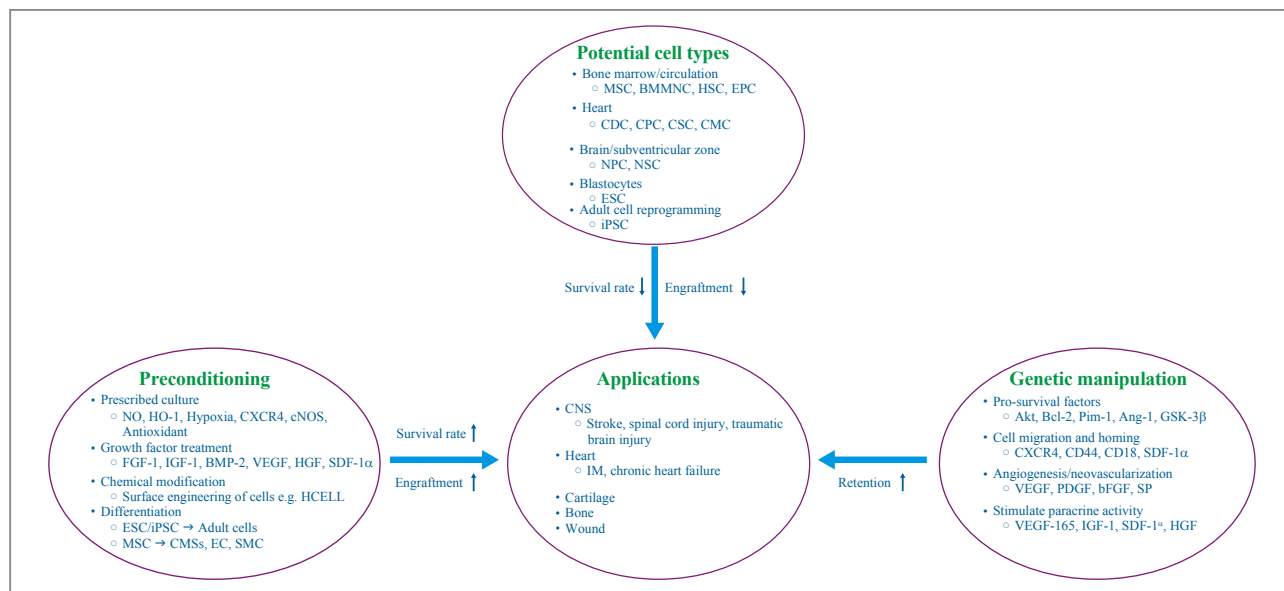 Potential cell types
• Bone marrow/circulation
○ MSC, BMMNC, HSC, EPC
• Heart
○ CDC, CPC, CSC, CMC
• Brain/subventricular zone
○ NPC, NSC
• Blastocytes
○ ESC
• Adult cell reprogramming
○ iPSC
Survival rate ↓ Engraftment ↓
Preconditioning
• Prescribed culture
○ NO, HO-1, Hypoxia, CXCR4, cNOS,
Antioxidant
• Growth factor treatment
○ FGF-1, IGF-1, BMP-2, VEGF, HGF, SDF-1α
• Chemical modification
○ Surface engineering of cells e.g. HCELL
• Differentiation
○ ESC/iPSC → Adult cells
○ MSC → CMSs, EC, SMC
Survival rate ↑
Engraftment ↑
Applications
• CNS
○ Stroke, spinal cord injury, traumatic
brain injury
• Heart
○ IM, chronic heart failure
• Cartilage
• Bone
• Wound
Retention ↑
Genetic manipulation
• Pro-survival factors
○ Akt, Bcl-2, Pim-1, Ang-1, GSK-3β
• Cell migration and homing
○ CXCR4, CD44, CD18, SDF-1α
• Angiogenesis/neovascularization
○ VEGF, PDGF, bFGF, SP
• Stimulate paracrine activity
○ VEGF-165, IGF-1, SDF-1ᵅ, HGF